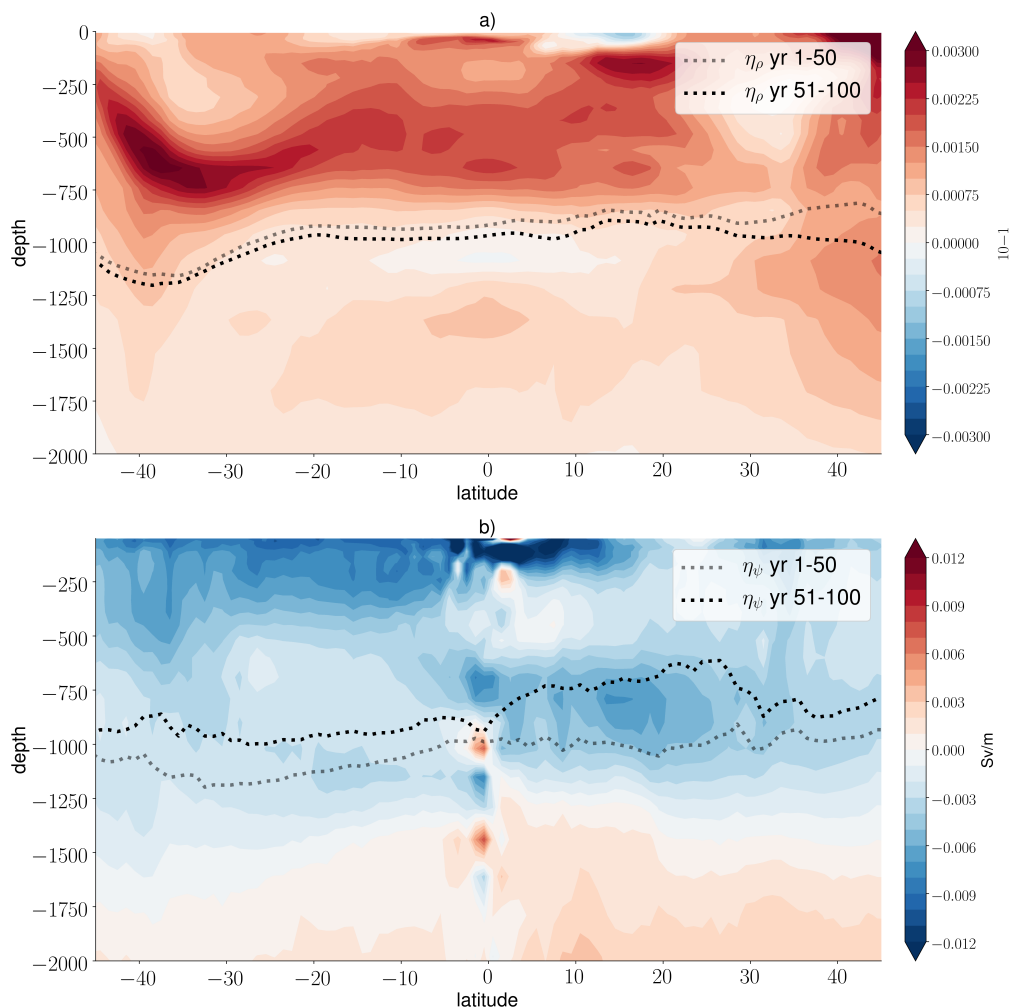 a)
0
−250
−500
−750
−1000
−1250
−1500
−1750
−2000
depth
−40 −30 −20 −10 0 10 20 30 40
latitude
η_ρ yr 1-50
η_ρ yr 51-100
0.00300
0.00225
0.00150
0.00075
0.00000
−0.00075
−0.00150
−0.00225
−0.00300
10−1
b)
−250
−500
−750
−1000
−1250
−1500
−1750
−2000
depth
−40 −30 −20 −10 0 10 20 30 40
latitude
η_ψ yr 1-50
η_ψ yr 51-100
0.012
0.009
0.006
0.003
0.000
−0.003
−0.006
−0.009
−0.012
Sv/m